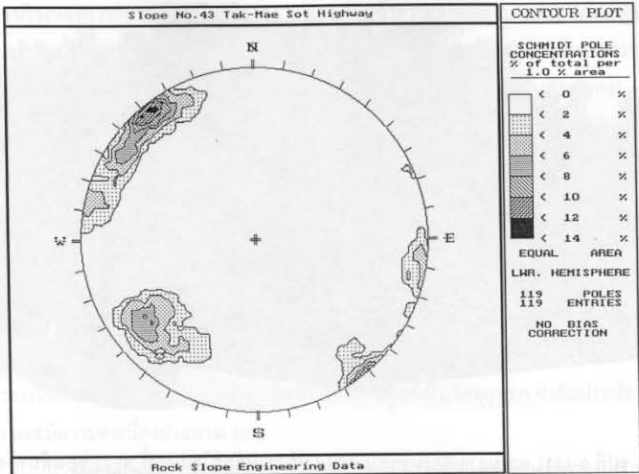 Slope No.43 Tak-Mae Sot Highway
CONTOUR PLOT
N
W
E
S
SCHMIDT POLE
CONCENTRATIONS
% of total per
1.0 % area
< 0 %
< 2 %
< 4 %
< 6 %
< 8 %
< 10 %
< 12 %
< 14 %
EQUAL AREA
LWR. HEMISPHERE
119 POLES
119 ENTRIES
NO BIAS
CORRECTION
Rock Slope Engineering Data